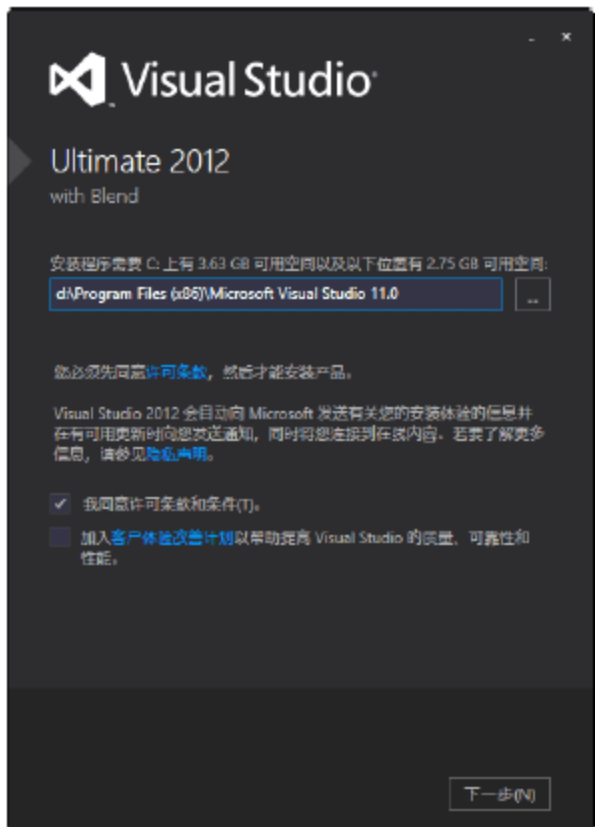 Visual Studio
Ultimate 2012
with Blend
安装程序需要 C: 上有 3.63 GB 可用空间以及以下位置有 2.75 GB 可用空间:
d:\Program Files (x86)\Microsoft Visual Studio 11.0
...
您必须先同意许可条款，然后才能安装产品。
Visual Studio 2012 会自动向 Microsoft 发送有关您的安装体验的信息并
在有可用更新时向您发送通知，同时将您连接到在线内容。若要了解更多
信息，请参见隐私声明。
我同意许可条款和条件(T)。
加入客户体验改善计划以帮助提高 Visual Studio 的质量、可靠性和
性能。
下一步(N)